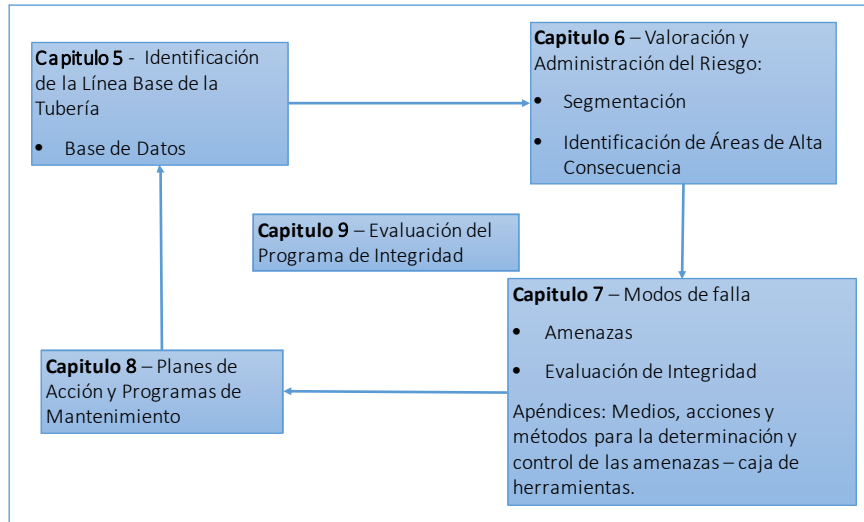 Capitulo 5 - Identificación
de la Línea Base de la
Tubería
• Base de Datos
Capitulo 6 – Valoración y
Administración del Riesgo:
• Segmentación
• Identificación de Áreas de Alta
Consecuencia
Capitulo 9 – Evaluación del
Programa de Integridad
Capitulo 7 – Modos de falla
• Amenazas
• Evaluación de Integridad
Apéndices: Medios, acciones y
métodos para la determinación y
control de las amenazas – caja de
herramientas.
Capitulo 8 – Planes de
Acción y Programas de
Mantenimiento